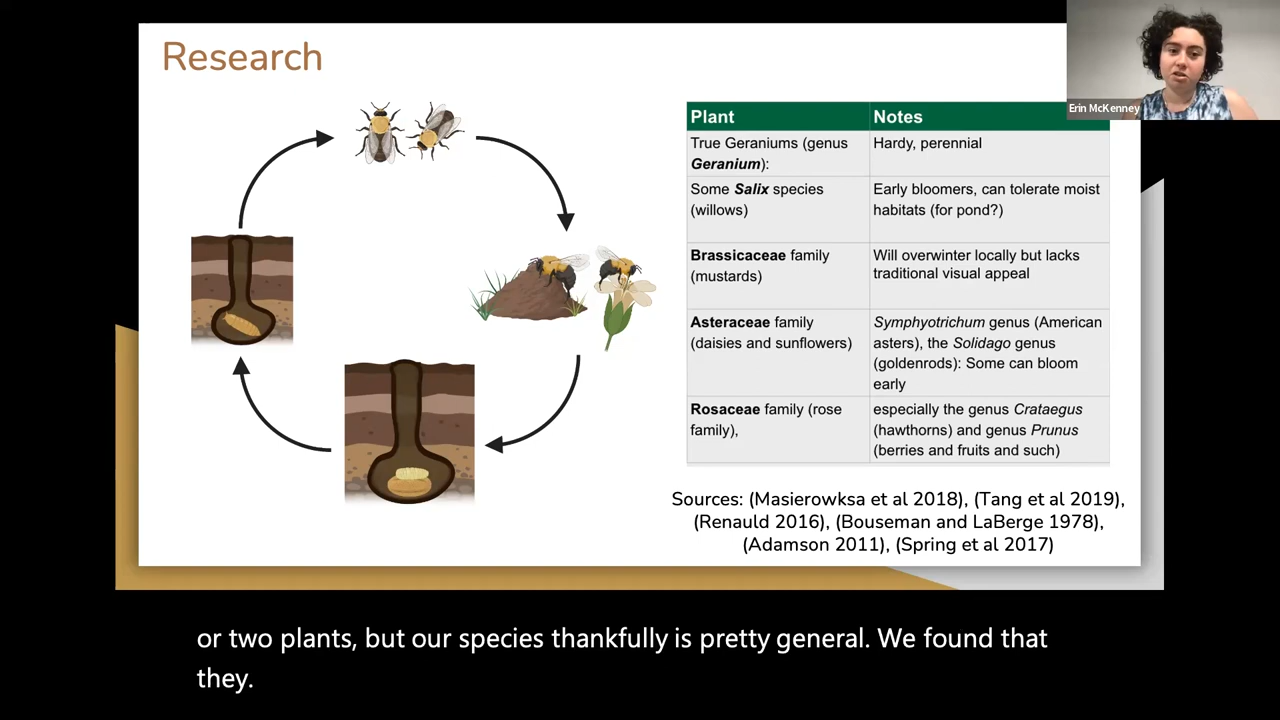 Research
Erin McKenney
Plant Notes
True Geraniums (genus Hardy, perennial
Geranium):
Some Salix species Early bloomers, can tolerate moist
(willows) habitats (for pond?)
Brassicaceae family Will overwinter locally but lacks
(mustards) traditional visual appeal
Asteraceae family Symphyotrichum genus (American
(daisies and sunflowers) asters), the Solidago genus
(goldenrods): Some can bloom
early
Rosaceae family (rose especially the genus Crataegus
family), (hawthorns) and genus Prunus
(berries and fruits and such)
Sources: (Masierowksa et al 2018), (Tang et al 2019),
(Renauld 2016), (Bouseman and LaBerge 1978),
(Adamson 2011), (Spring et al 2017)
or two plants, but our species thankfully is pretty general. We found that
they.